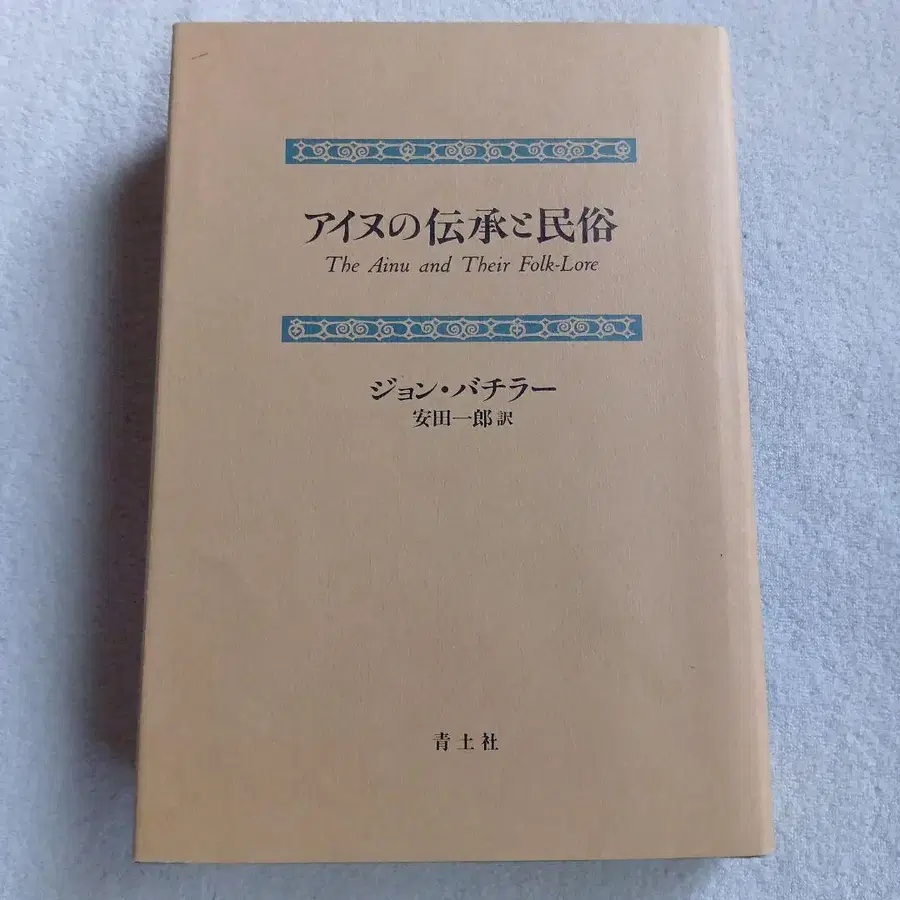 アイヌの伝承と民俗
The Ainu and Their Folk-Lore
ジョン・バチラー
安田一郎 訳
青土社